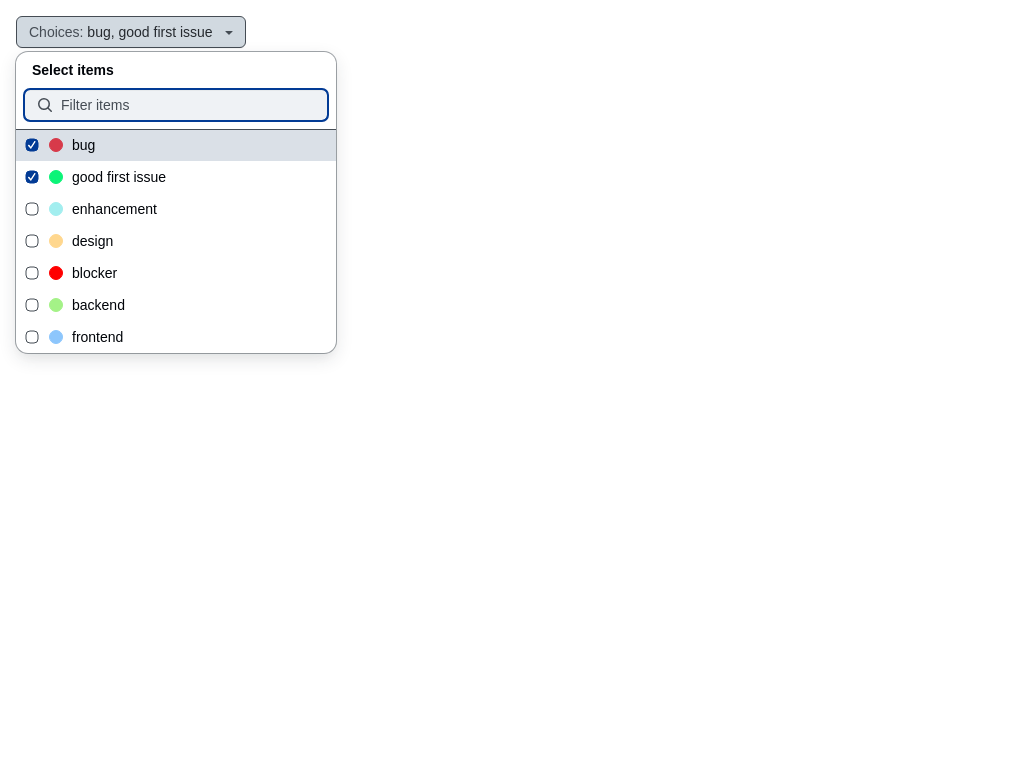 Choices: bug, good first issue
Select items
Filter items
bug
good first issue
enhancement
design
blocker
backend
frontend